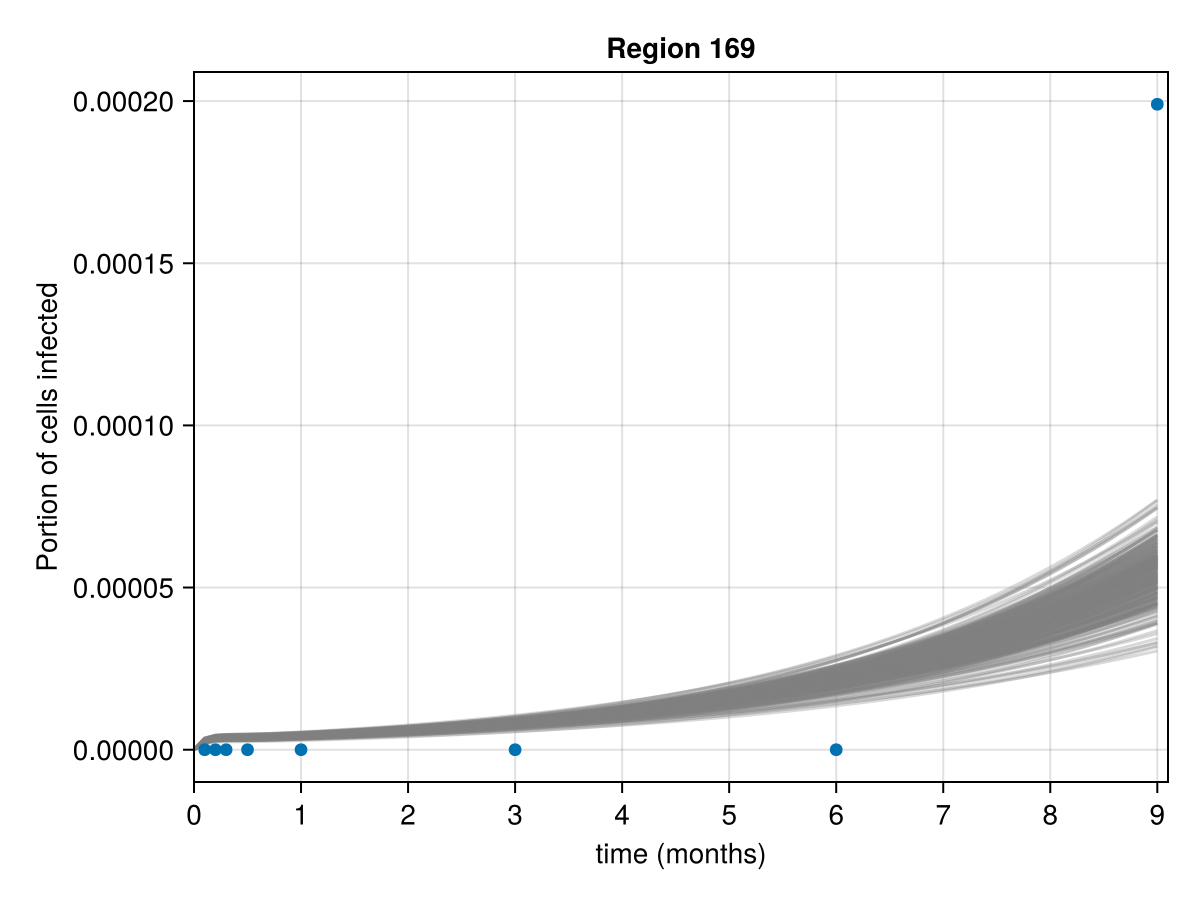 Region 169
0.00020
0.00015
0.00010
0.00005
0.00000
Portion of cells infected
0 1 2 3 4 5 6 7 8 9
time (months)